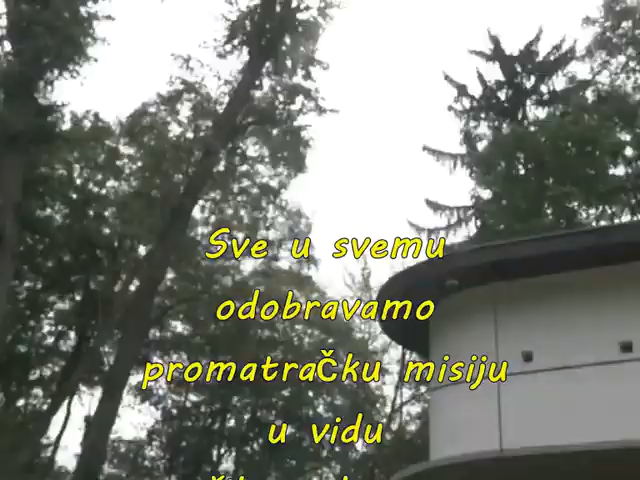 Sve u svemu
odobravamo
promatračku misiju
u vidu